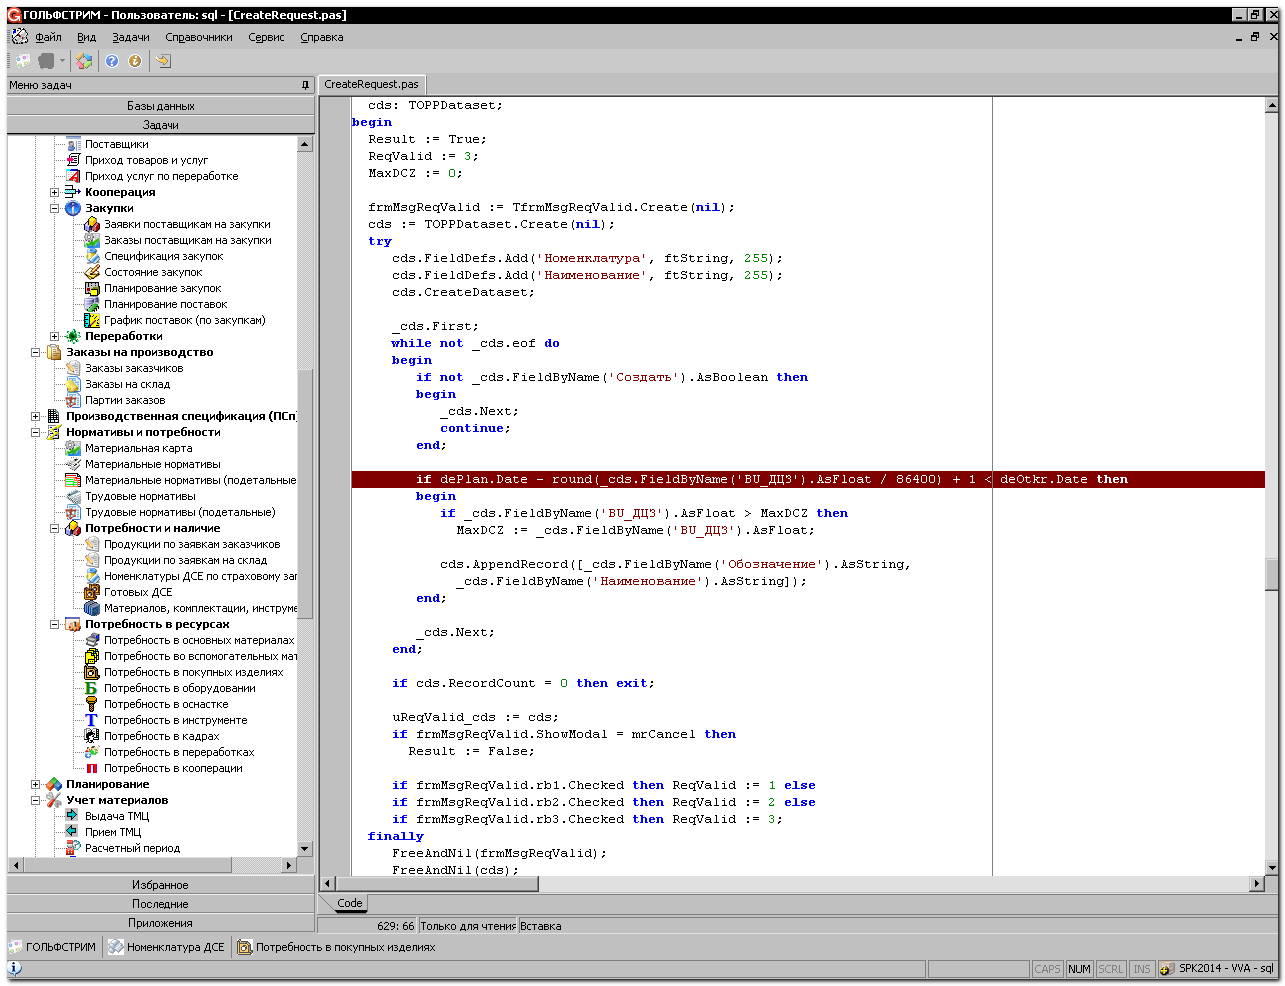 ГОЛЬФСТРИМ - Пользователь: sql - [CreateRequest.pas]
Файл Вид Задачи Справочники Сервис Справка
Меню задач
Базы данных
Задачи
Поставщики
Приход товаров и услуг
Приход услуг по переработке
Кооперация
Закупки
Заявки поставщикам на закупки
Заказы поставщикам на закупки
Спецификация закупок
Состояние закупок
Планирование закупок
Планирование поставок
График поставок (по закупкам)
Переработки
Заказы на производство
Заказы заказчиков
Заказы на склад
Партии заказов
Производственная спецификация (ПСп)
Нормативы и потребности
Материальная карта
Материальные нормативы
Материальные нормативы (подетальные
Трудовые нормативы
Трудовые нормативы (подетальные)
Потребности и наличие
Продукции по заявкам заказчиков
Продукции по заявкам на склад
Номенклатуры ДСЕ по страховому заг
Готовых ДСЕ
Материалов, комплектации, инструме
Потребность в ресурсах
Потребность в основных материалах
Потребность во вспомогательных мат
Потребность в покупных изделиях
Потребность в оборудовании
Потребность в оснастке
Потребность в инструменте
Потребность в кадрах
Потребность в переработках
Потребность в кооперации
Планирование
Учет материалов
Выдача ТМЦ
Прием ТМЦ
Расчетный период
Избранное
Последние
Приложения
CreateRequest.pas
cds: TOPPDataset;
begin
Result := True;
ReqValid := 3;
MaxDCZ := 0;
frmMsgReqValid := TfrmMsgReqValid.Create(nil);
cds := TOPPDataset.Create(nil);
try
cds.FieldDefs.Add('Номенклатура', ftString, 255);
cds.FieldDefs.Add('Наименование', ftString, 255);
cds.CreateDataset;
_cds.First;
while not _cds.eof do
begin
if not _cds.FieldByName('Создать').AsBoolean then
begin
_cds.Next;
continue;
end;
if dePlan.Date - round(_cds.FieldByName('BU_ДЦЗ').AsFloat / 86400) + 1 < deOtkr.Date then
begin
if _cds.FieldByName('BU_ДЦЗ').AsFloat > MaxDCZ then
MaxDCZ := _cds.FieldByName('BU_ДЦЗ').AsFloat;
cds.AppendRecord([_cds.FieldByName('Обозначение').AsString,
_cds.FieldByName('Наименование').AsString]);
end;
_cds.Next;
end;
if cds.RecordCount = 0 then exit;
uReqValid_cds := cds;
if frmMsgReqValid.ShowModal = mrCancel then
Result := False;
if frmMsgReqValid.rb1.Checked then ReqValid := 1 else
if frmMsgReqValid.rb2.Checked then ReqValid := 2 else
if frmMsgReqValid.rb3.Checked then ReqValid := 3;
finally
FreeAndNil(frmMsgReqValid);
FreeAndNil(cds);
Code
629: 66 Только для чтения Вставка
ГОЛЬФСТРИМ Номенклатура ДСЕ Потребность в покупных изделиях
CAPS NUM SCRL INS SPK2014 - VVA - sql